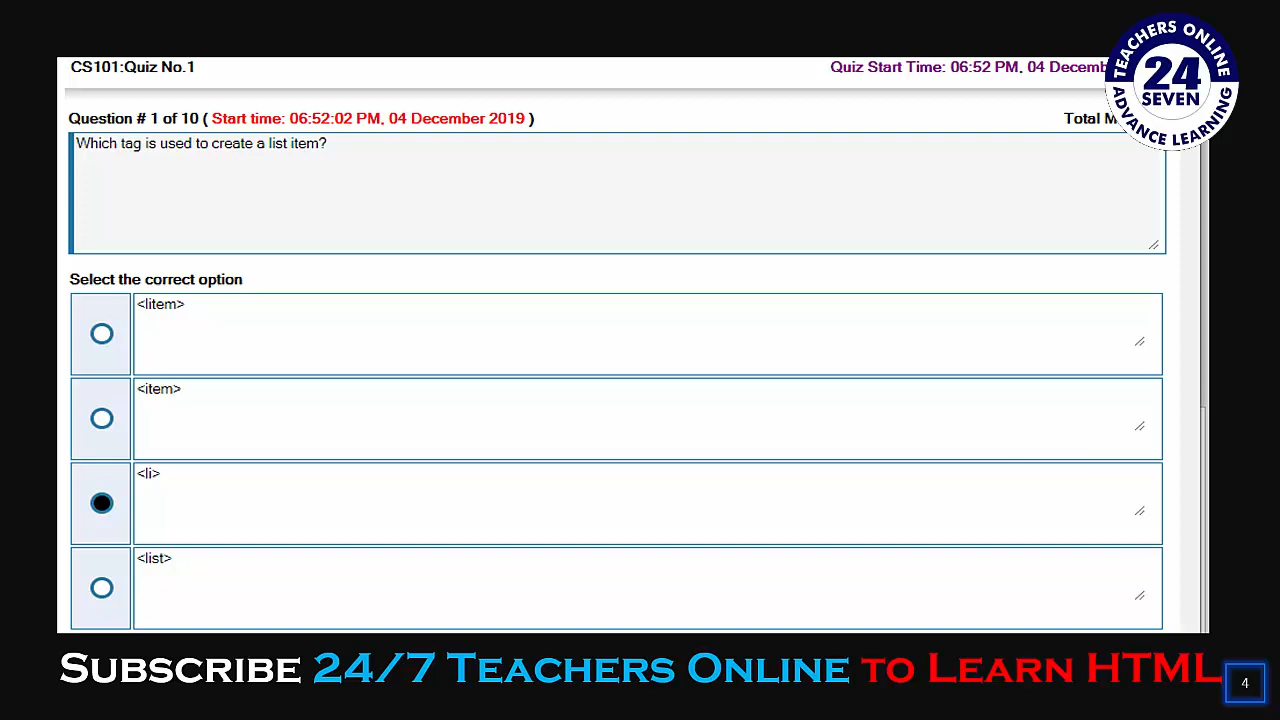 CS101:Quiz No.1
Quiz Start Time: 06:52 PM, 04
TEACHERS ONLINE
24
SEVEN
ADVANCE LEARNING
Question # 1 of 10 ( Start time: 06:52:02 PM, 04 December 2019 )
Total
Which tag is used to create a list item?
Select the correct option
<litem>
<item>
<li>
<list>
Subscribe 24/7 Teachers Online to Learn HTML
4